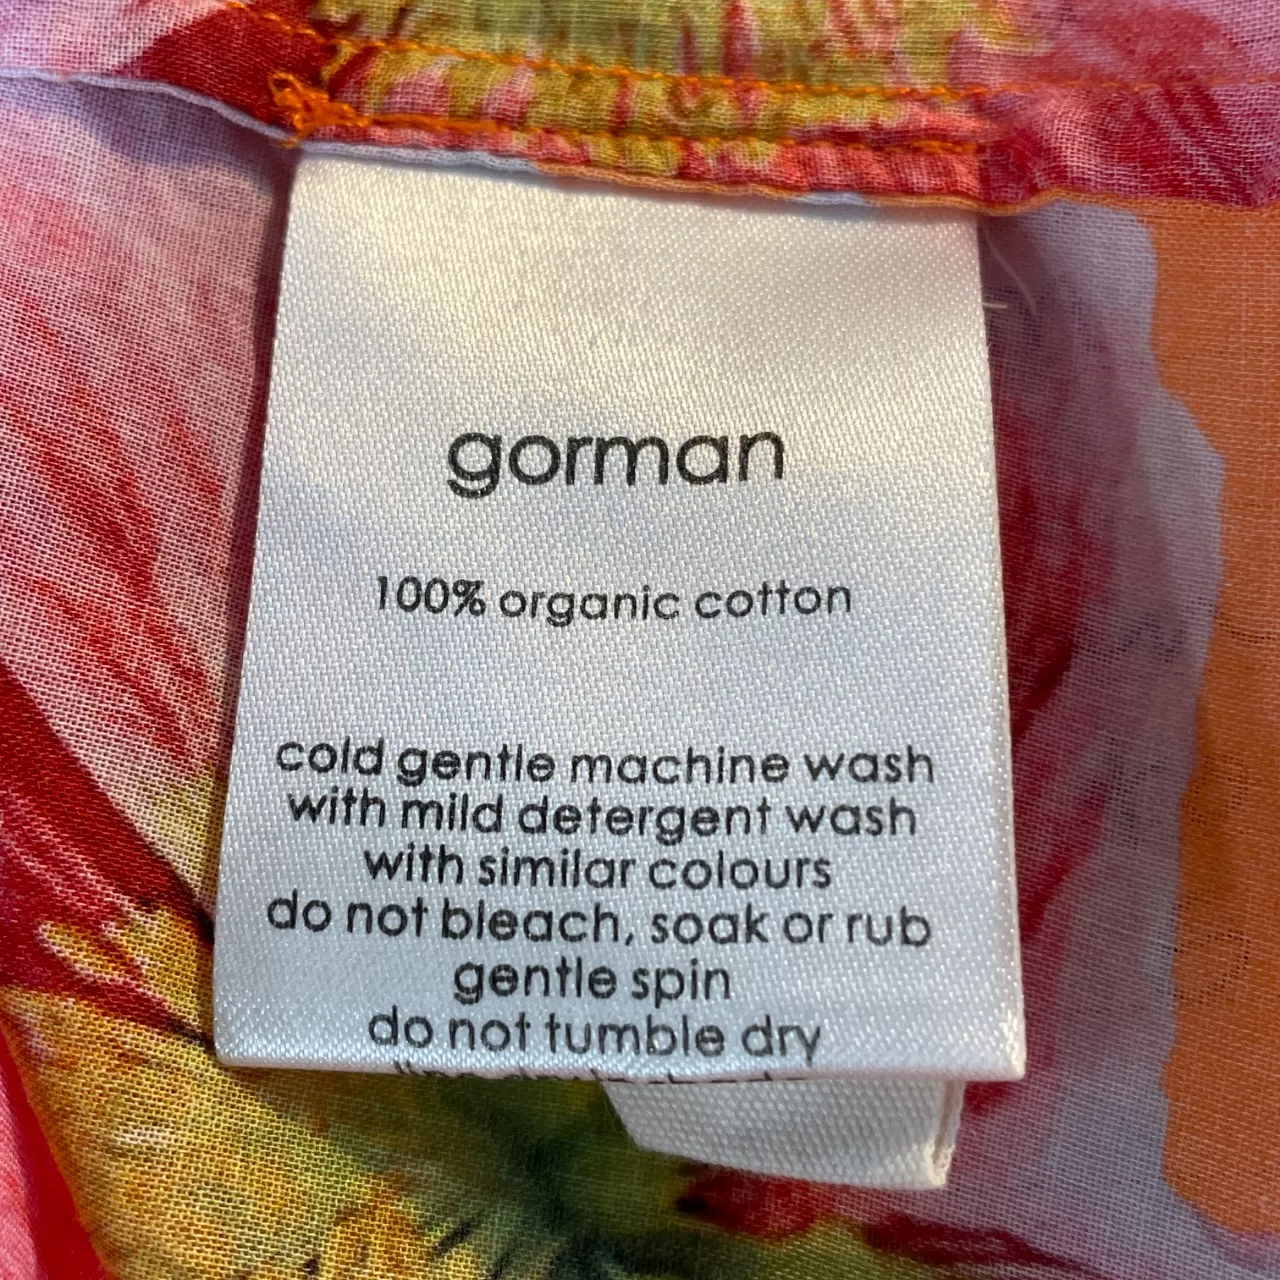 gorman
100% organic cotton
cold gentle machine wash
with mild detergent wash
with similar colours
do not bleach, soak or rub
gentle spin
do not tumble dry